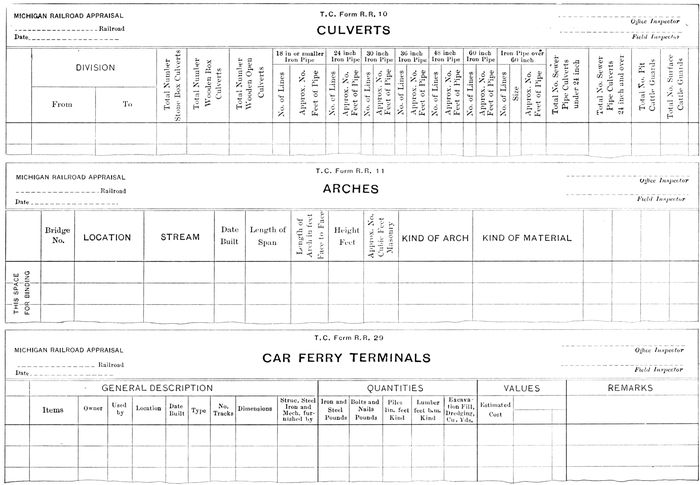 T. C. Form R. R. 10
MICHIGAN RAILROAD APPRAISAL
Railroad
Date
CULVERTS
Office Inspector
Field Inspector
DIVISION
From To
Total Number Stone Box Culverts
Total Number Wooden Box Culverts
Total Number Wooden Open Culverts
18 in or smaller Iron Pipe
No. of Lines
Approx. No. Feet of Pipe
24 inch Iron Pipe
No. of Lines
Approx. No. Feet of Pipe
30 inch Iron Pipe
No. of Lines
Approx. No. Feet of Pipe
36 inch Iron Pipe
No. of Lines
Approx. No. Feet of Pipe
48 inch Iron Pipe
No. of Lines
Approx. No. Feet of Pipe
60 inch Iron Pipe
No. of Lines
Approx. No. Feet of Pipe
Iron Pipe over 60 inch
No. of Lines
Size
Approx. No. Feet of Pipe
Total No. Sewer Pipe Culverts under 24 inch
Total No. Sewer Pipe Culverts 24 inch and over
Total No. Pit Cattle Guards
Total No. Surface Cattle Guards
T. C. Form R. R. 11
MICHIGAN RAILROAD APPRAISAL
Railroad
Date
ARCHES
Office Inspector
Field Inspector
Bridge No.
LOCATION
STREAM
Date Built
Length of Span
Length of Arch in feet Face to Face
Height Feet
Approx. No. Cubic Feet Masonry
KIND OF ARCH
KIND OF MATERIAL
THIS SPACE FOR BINDING
T. C. Form R. R. 29
MICHIGAN RAILROAD APPRAISAL
Railroad
Date
CAR FERRY TERMINALS
Office Inspector
Field Inspector
GENERAL DESCRIPTION
QUANTITIES
VALUES
REMARKS
Items
Owner
Used by
Location
Date Built
Type
No. Tracks
Dimensions
Struc. Steel Iron and Mech. furnished by
Iron and Steel Pounds
Bolts and Nails Pounds
Piles lin. feet Kind
Lumber feet b.m. Kind
Excavation Fill, Dredging, Cu. Yds.
Estimated Cost